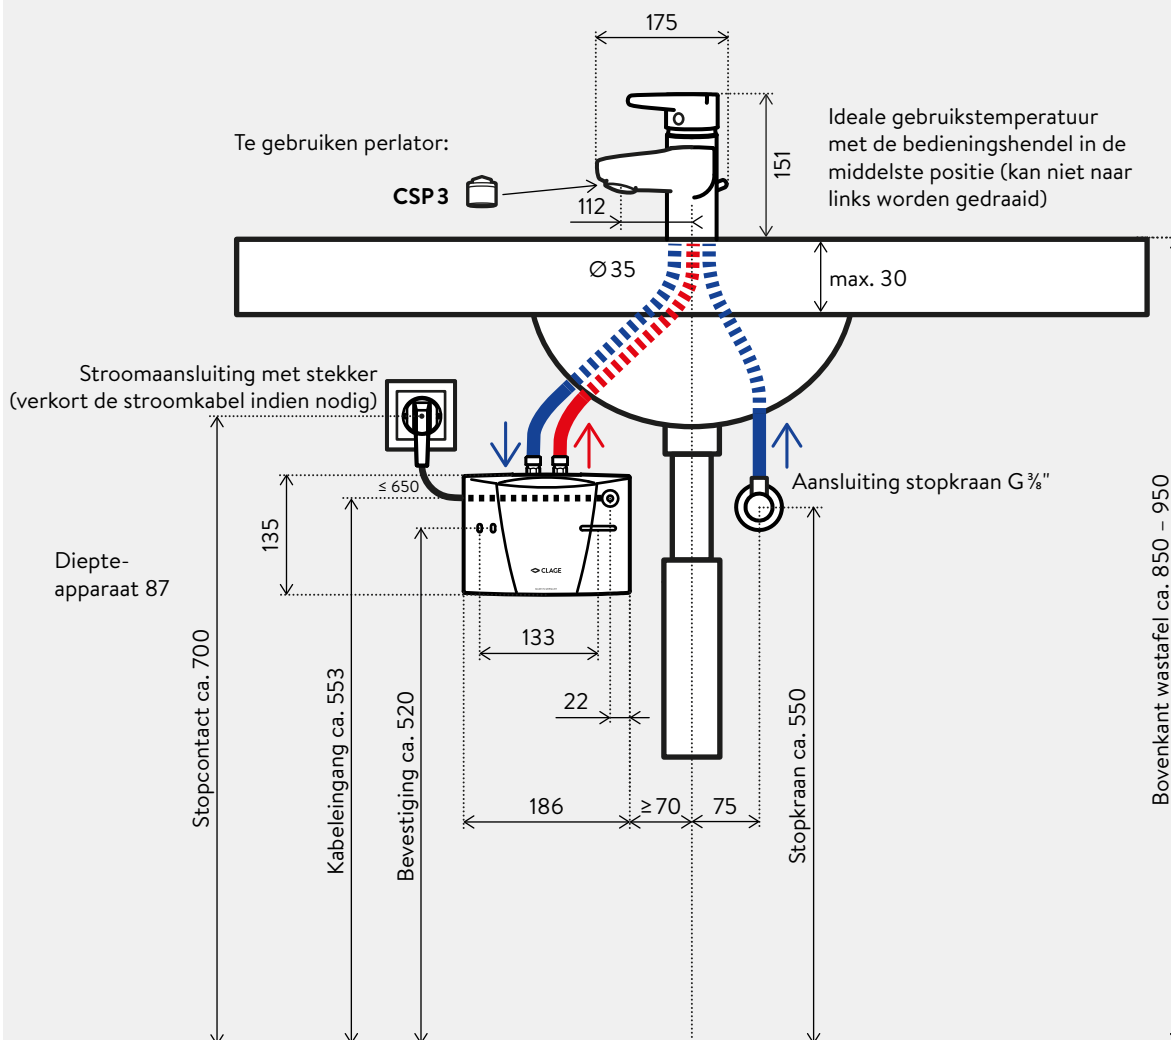 175
Te gebruiken perlator:
CSP 3
112
151
Ideale gebruikstemperatuur
met de bedieningshendel in de
middelste positie (kan niet naar
links worden gedraaid)
Ø 35
max. 30
Stroomaansluiting met stekker
(verkort de stroomkabel indien nodig)
≤ 650
Aansluiting stopkraan G ⅜"
135
CLAGE
Diepte-
apparaat 87
133
22
186
≥ 70
75
Stopcontact ca. 700
Kabeleingang ca. 553
Bevestiging ca. 520
Stopkraan ca. 550
Bovenkant wastafel ca. 850 – 950